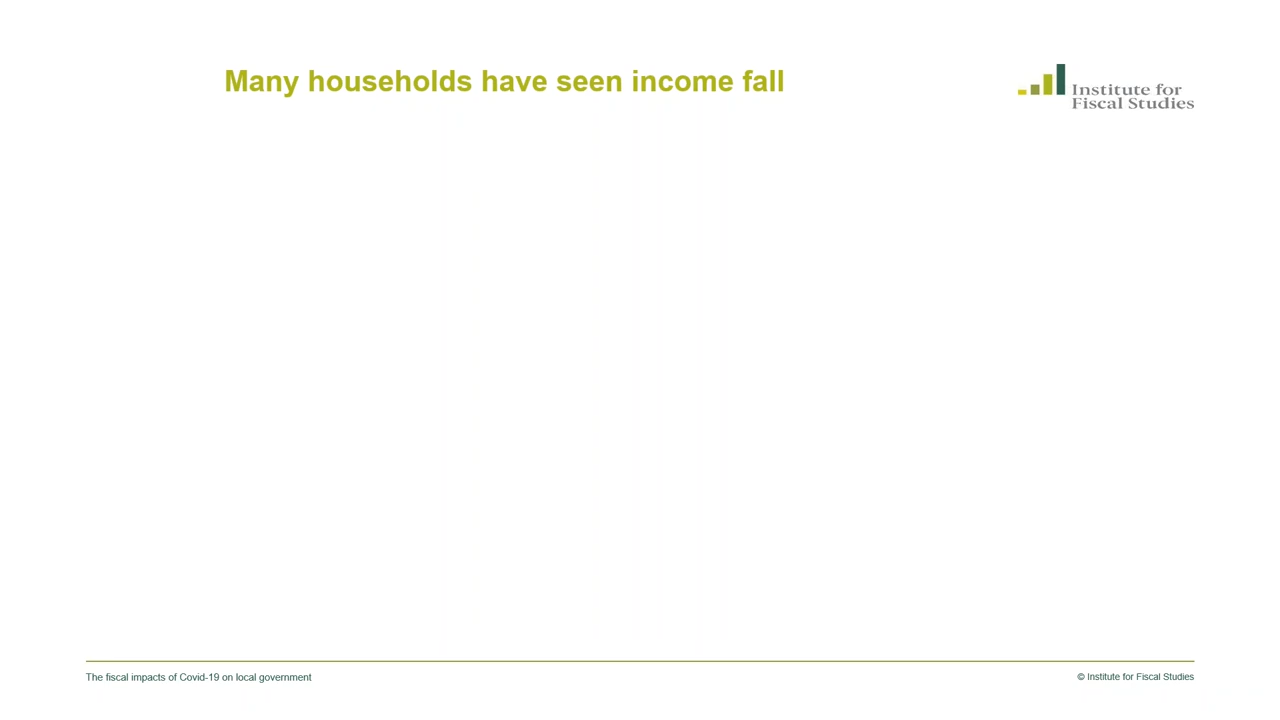 Many households have seen income fall
Institute for
Fiscal Studies
The fiscal impacts of Covid-19 on local government
© Institute for Fiscal Studies